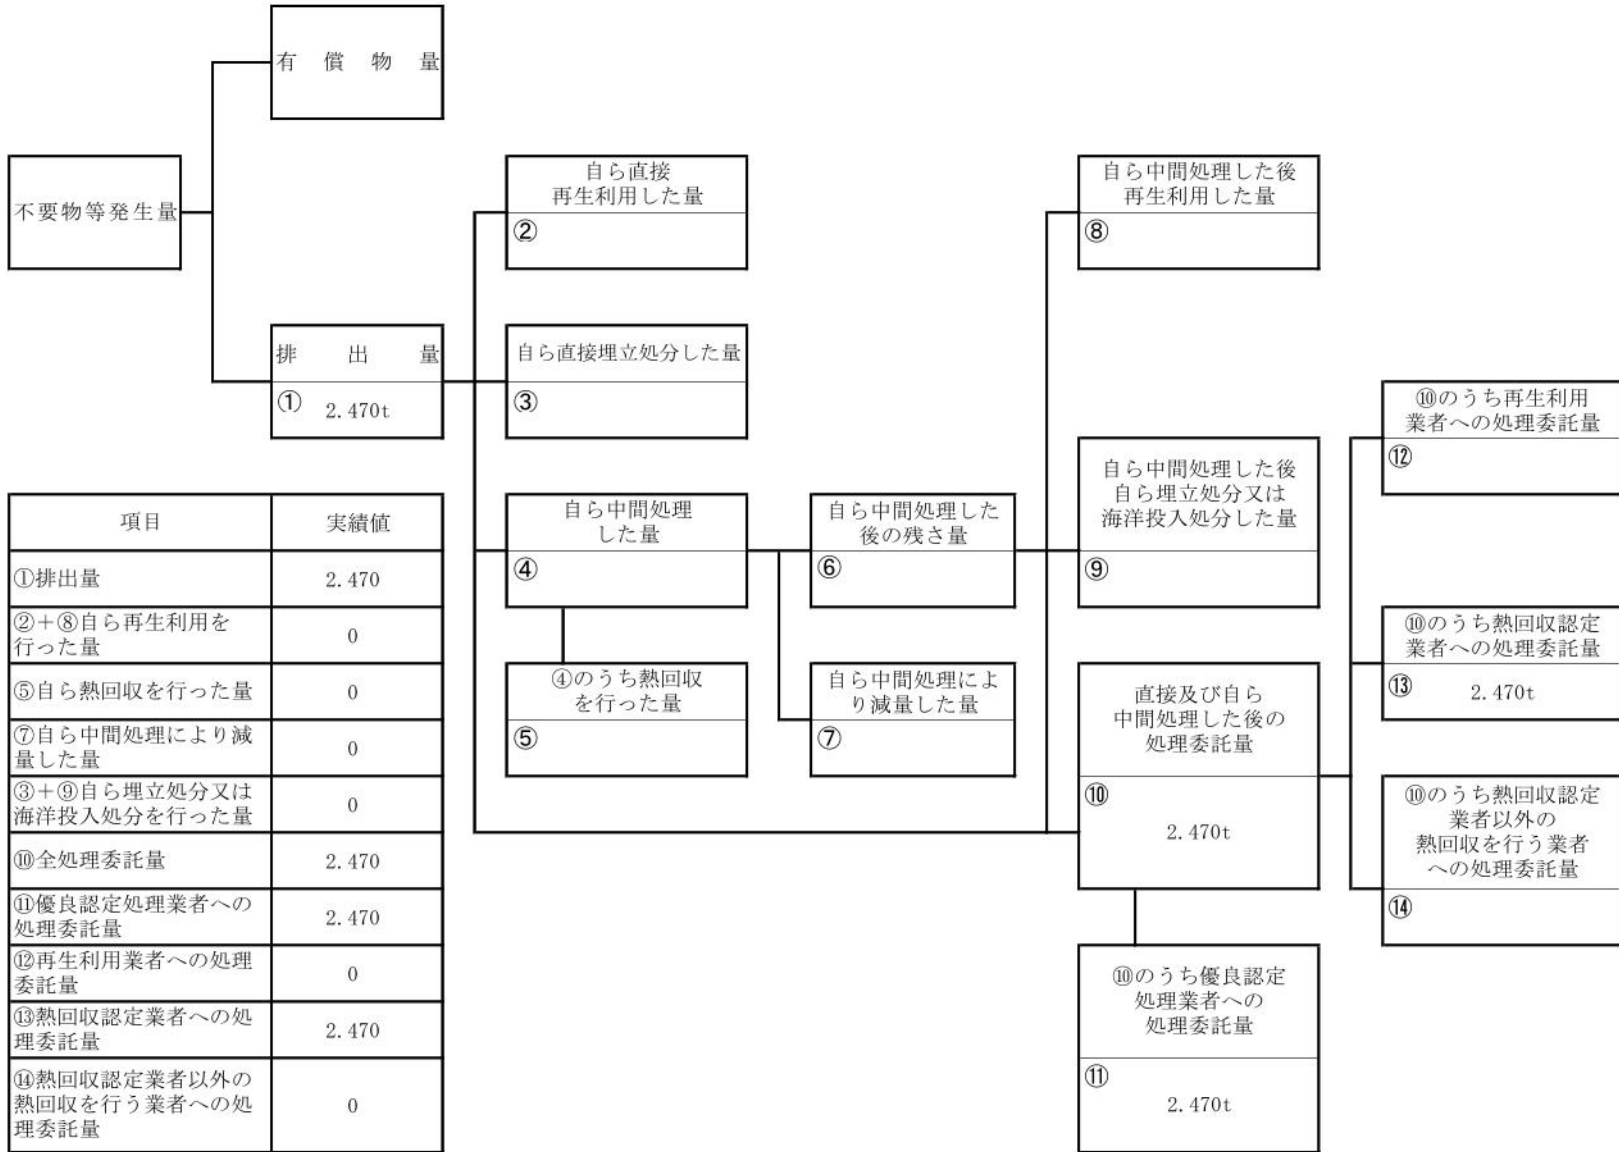 有償物量
不要物等発生量
排出量
① 2.470t
自ら直接
再生利用した量
②
自ら直接埋立処分した量
③
自ら中間処理
した量
④
④のうち熱回収
を行った量
⑤
自ら中間処理した
後の残さ量
⑥
自ら中間処理によ
り減量した量
⑦
自ら中間処理した後
再生利用した量
⑧
自ら中間処理した後
自ら埋立処分又は
海洋投入処分した量
⑨
直接及び自ら
中間処理した後の
処理委託量
⑩
2.470t
⑩のうち優良認定
処理業者への
処理委託量
⑪
2.470t
⑩のうち再生利用
業者への処理委託量
⑫
⑩のうち熱回収認定
業者への処理委託量
⑬ 2.470t
⑩のうち熱回収認定
業者以外の
熱回収を行う業者
への処理委託量
⑭
項目 実績値
①排出量 2.470
②＋⑧自ら再生利用を
行った量 0
⑤自ら熱回収を行った量 0
⑦自ら中間処理により減
量した量 0
③＋⑨自ら埋立処分又は
海洋投入処分を行った量 0
⑩全処理委託量 2.470
⑪優良認定処理業者への
処理委託量 2.470
⑫再生利用業者への処理
委託量 0
⑬熱回収認定業者への処
理委託量 2.470
⑭熱回収認定業者以外の
熱回収を行う業者への処
理委託量 0